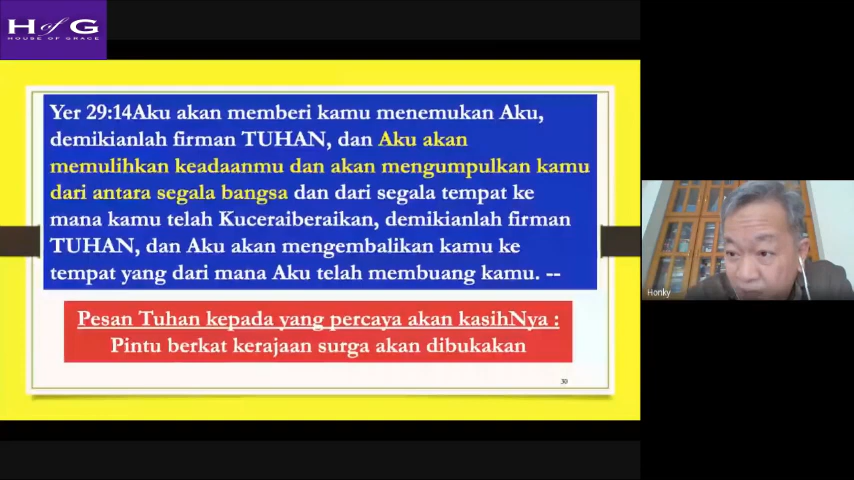 H of G
HOUSE OF GRACE
Yer 29:14Aku akan memberi kamu menemukan Aku,
demikianlah firman TUHAN, dan Aku akan
memulihkan keadaanmu dan akan mengumpulkan kamu
dari antara segala bangsa dan dari segala tempat ke
mana kamu telah Kuceraiberaikan, demikianlah firman
TUHAN, dan Aku akan mengembalikan kamu ke
tempat yang dari mana Aku telah membuang kamu. --
Pesan Tuhan kepada yang percaya akan kasihNya :
Pintu berkat kerajaan surga akan dibukakan
30
Honky